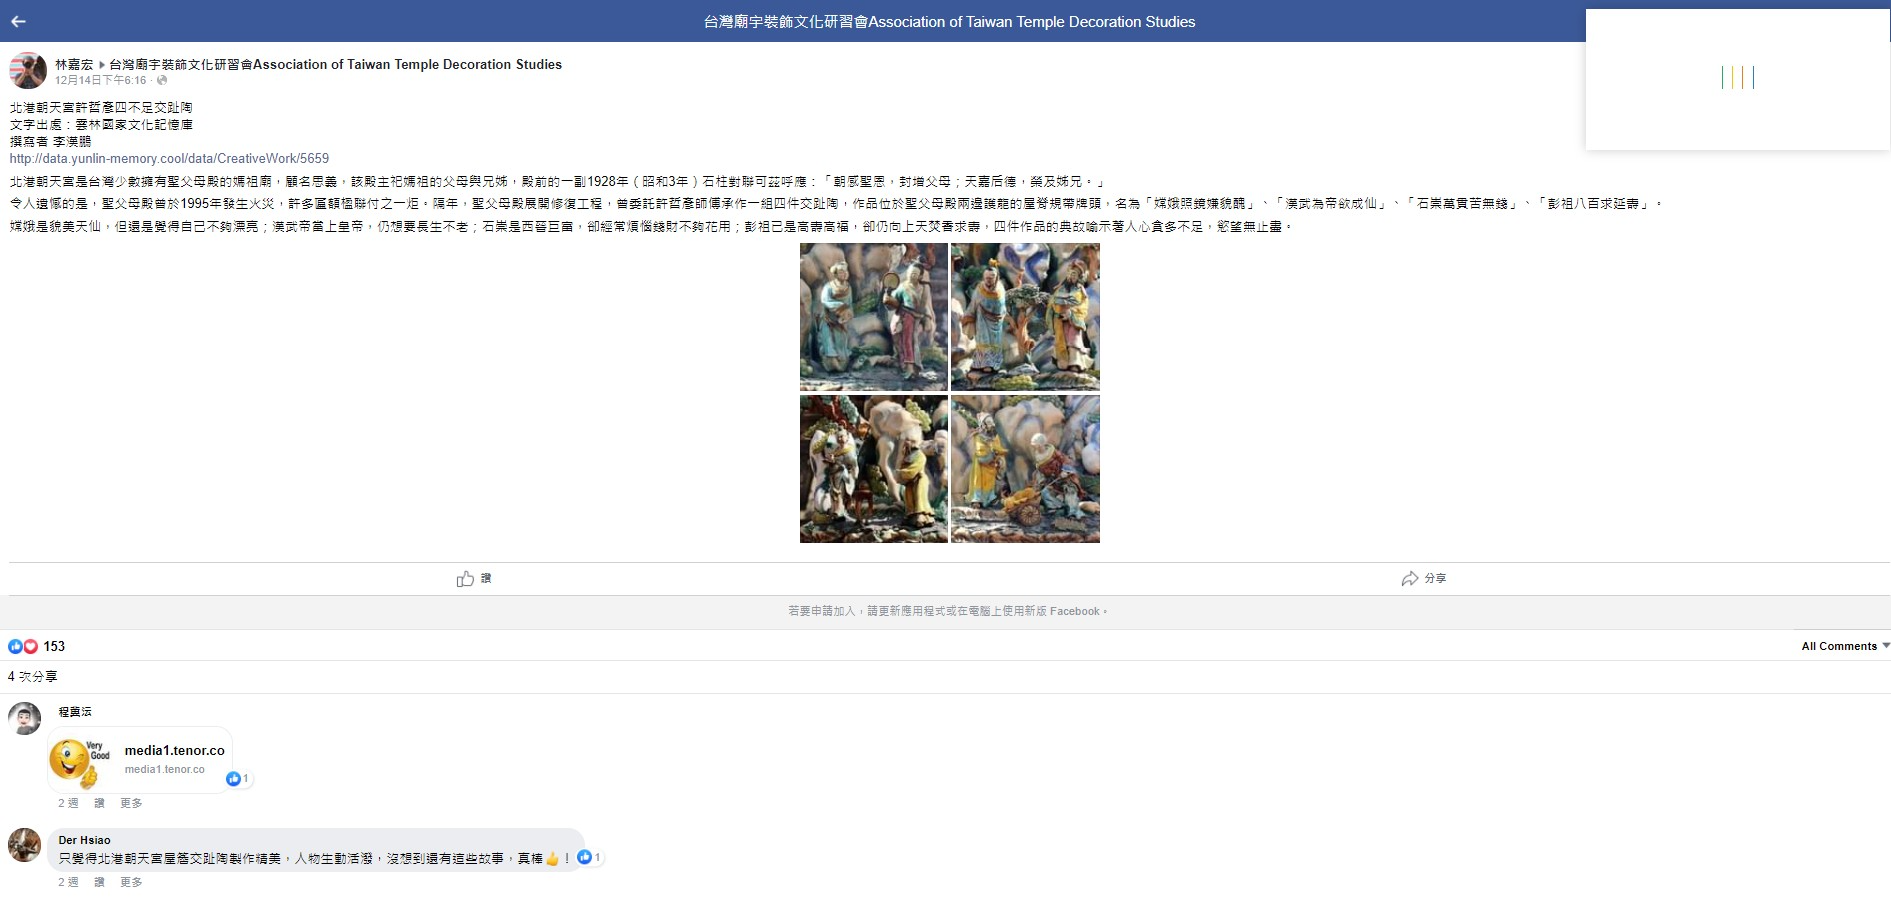 台灣廟宇裝飾文化研習會Association of Taiwan Temple Decoration Studies
林嘉宏 ▸ 台灣廟宇裝飾文化研習會Association of Taiwan Temple Decoration Studies
12月14日下午6:16 ·
北港朝天宮許哲彥四不足交趾陶
文字出處：雲林國家文化記憶庫
撰寫者 李漢鵬
http://data.yunlin-memory.cool/data/CreativeWork/5659
北港朝天宮是台灣少數擁有聖父母殿的媽祖廟，顧名思義，該殿主祀媽祖的父母與兄姊，殿前的一副1928年（昭和3年）石柱對聯可茲呼應：「朝感聖恩，封增父母；天嘉后德，榮及姊兄。」
令人遺憾的是，聖父母殿曾於1995年發生火災，許多匾額楹聯付之一炬。隔年，聖父母殿展開修復工程，曾委託許哲彥師傅承作一組四件交趾陶，作品位於聖父母殿兩邊護龍的屋脊規帶牌頭，名為「嫦娥照鏡嫌貌醜」、「漢武為帝欲成仙」、「石崇萬貫苦無錢」、「彭祖八百求延壽」。
嫦娥是貌美天仙，但還是覺得自己不夠漂亮；漢武帝當上皇帝，仍想要長生不老；石崇是西晉巨富，卻經常煩惱錢財不夠花用；彭祖已是高壽高福，卻仍向上天焚香求壽，四件作品的典故喻示著人心貪多不足，慾望無止盡。
讚
分享
若要申請加入，請更新應用程式或在電腦上使用新版 Facebook。
153
All Comments
4 次分享
Very Good
media1.tenor.co
media1.tenor.co
1
2 週 讚 更多
Der Hsiao
只覺得北港朝天宮屋簷交趾陶製作精美，人物生動活潑，沒想到還有這些故事，真棒👍！
1
2 週 讚 更多